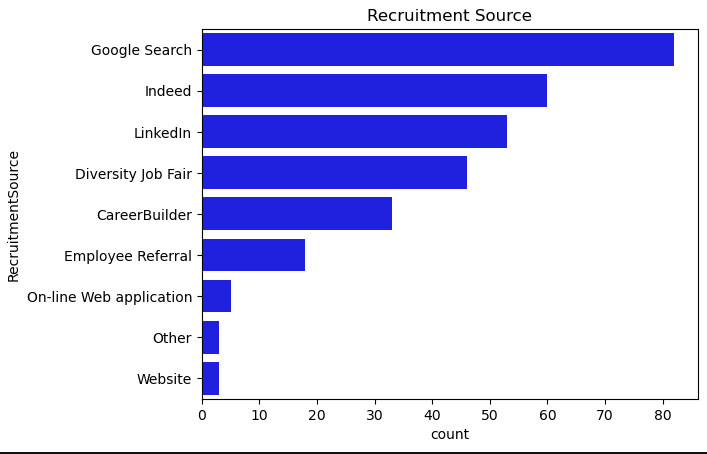 Recruitment Source
RecruitmentSource
Google Search
Indeed
LinkedIn
Diversity Job Fair
CareerBuilder
Employee Referral
On-line Web application
Other
Website
0 10 20 30 40 50 60 70 80
count